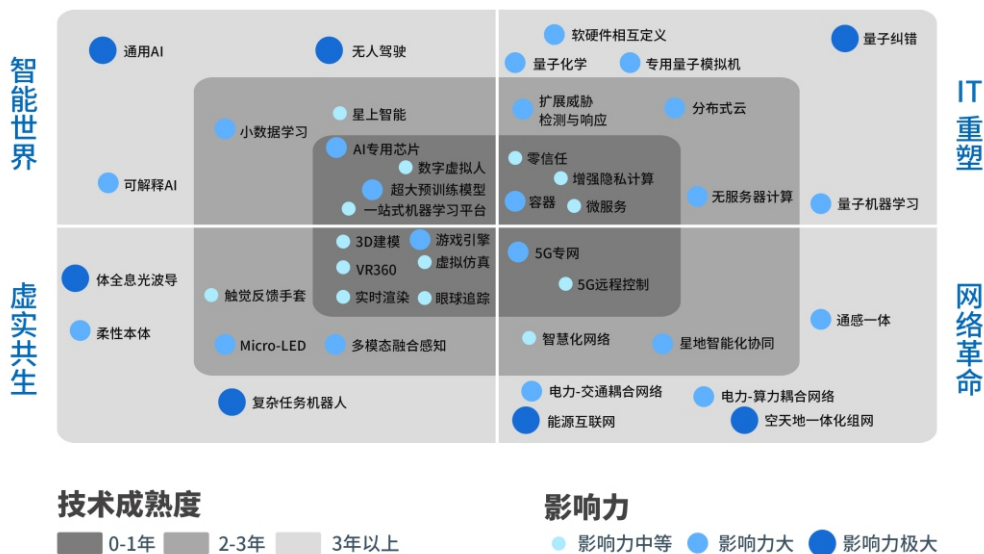 智能世界
通用AI
无人驾驶
小数据学习
星上智能
AI专用芯片
数字虚拟人
超大预训练模型
一站式机器学习平台
可解释AI
IT重塑
软硬件相互定义
量子纠错
量子化学
专用量子模拟机
扩展威胁
检测与响应
分布式云
零信任
增强隐私计算
容器
微服务
无服务器计算
量子机器学习
虚实共生
3D建模
游戏引擎
VR360
虚拟仿真
实时渲染
眼球追踪
体全息光波导
触觉反馈手套
柔性本体
Micro-LED
多模态融合感知
复杂任务机器人
网络革命
5G专网
5G远程控制
智慧化网络
星地智能化协同
通感一体
电力-交通耦合网络
电力-算力耦合网络
能源互联网
空天地一体化组网
技术成熟度
0-1年
2-3年
3年以上
影响力
影响力中等
影响力大
影响力极大